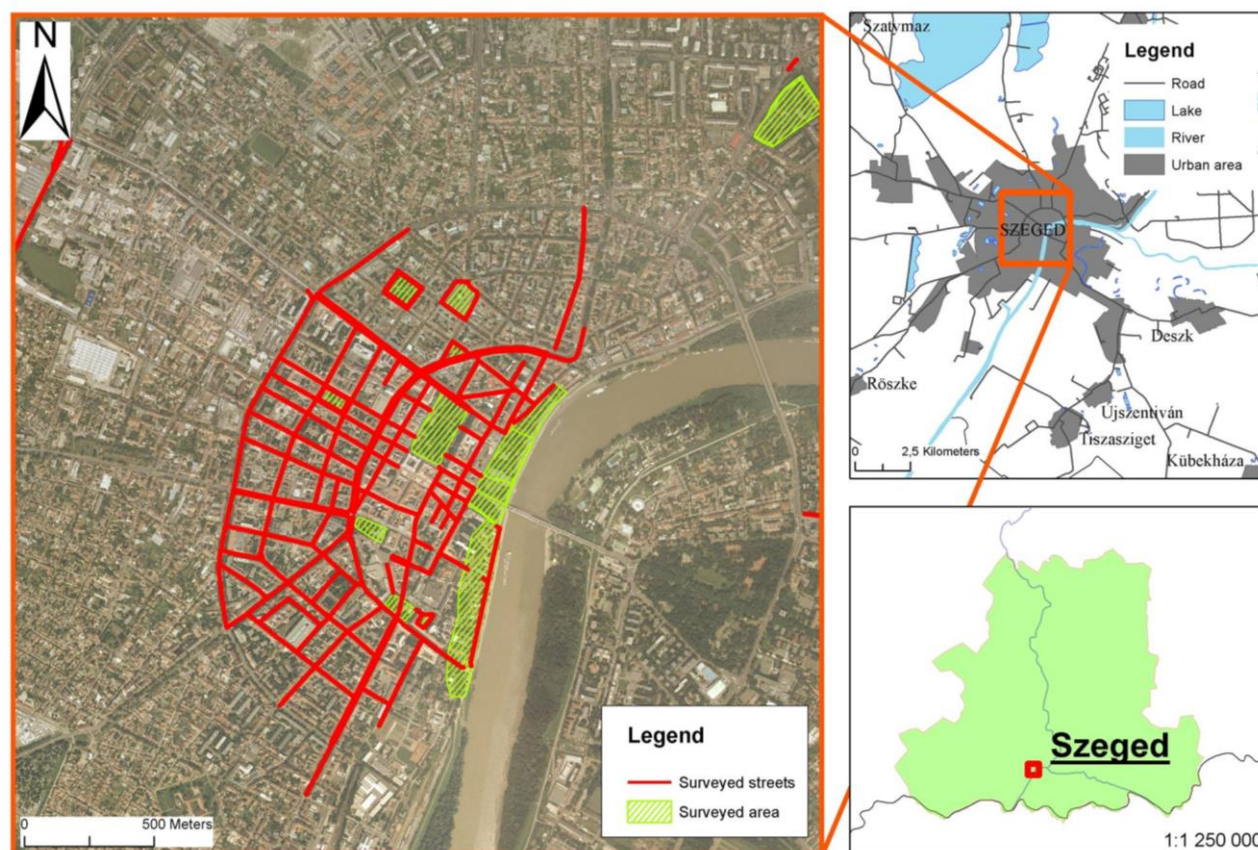 N
Legend
Surveyed streets
Surveyed area
0 500 Meters
Szatymaz
Legend
Road
Lake
River
Urban area
SZEGED
Deszk
Röszke
Ujszentiván
Tiszasziget
Kübekháza
0 2,5 Kilometers
Szeged
1:1 250 000